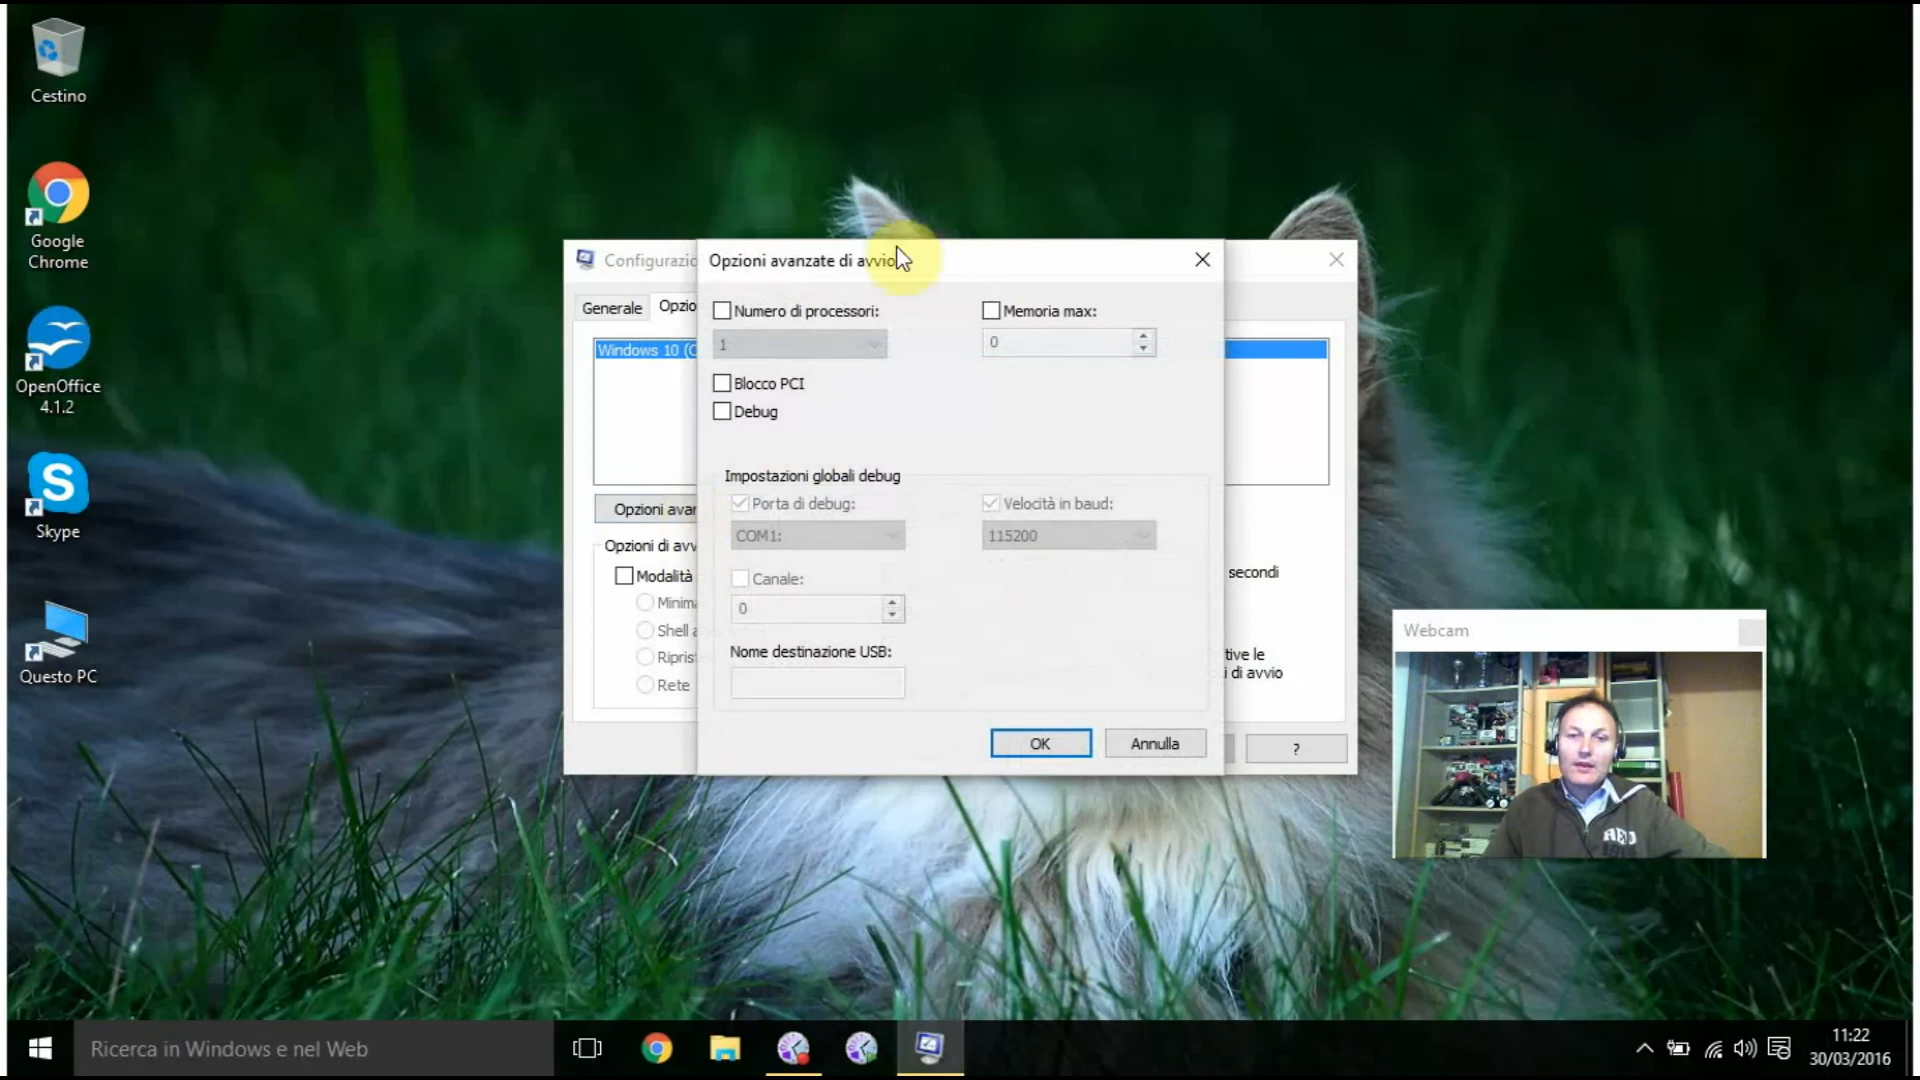 Cestino
Google
Chrome
OpenOffice
4.1.2
Skype
Questo PC
Configurazio
Opzioni avanzate di avvio
Generale
Opzio
Numero di processori:
Memoria max:
1
0
Windows 10 (C
Blocco PCI
Debug
Impostazioni globali debug
Porta di debug:
Velocità in baud:
Opzioni avan
COM1:
115200
Opzioni di avv
Modalità
Canale:
secondi
Minima
0
Shell a
Nome destinazione USB:
Riprist
tive le
i di avvio
Rete
OK
Annulla
?
Webcam
Ricerca in Windows e nel Web
11:22
30/03/2016